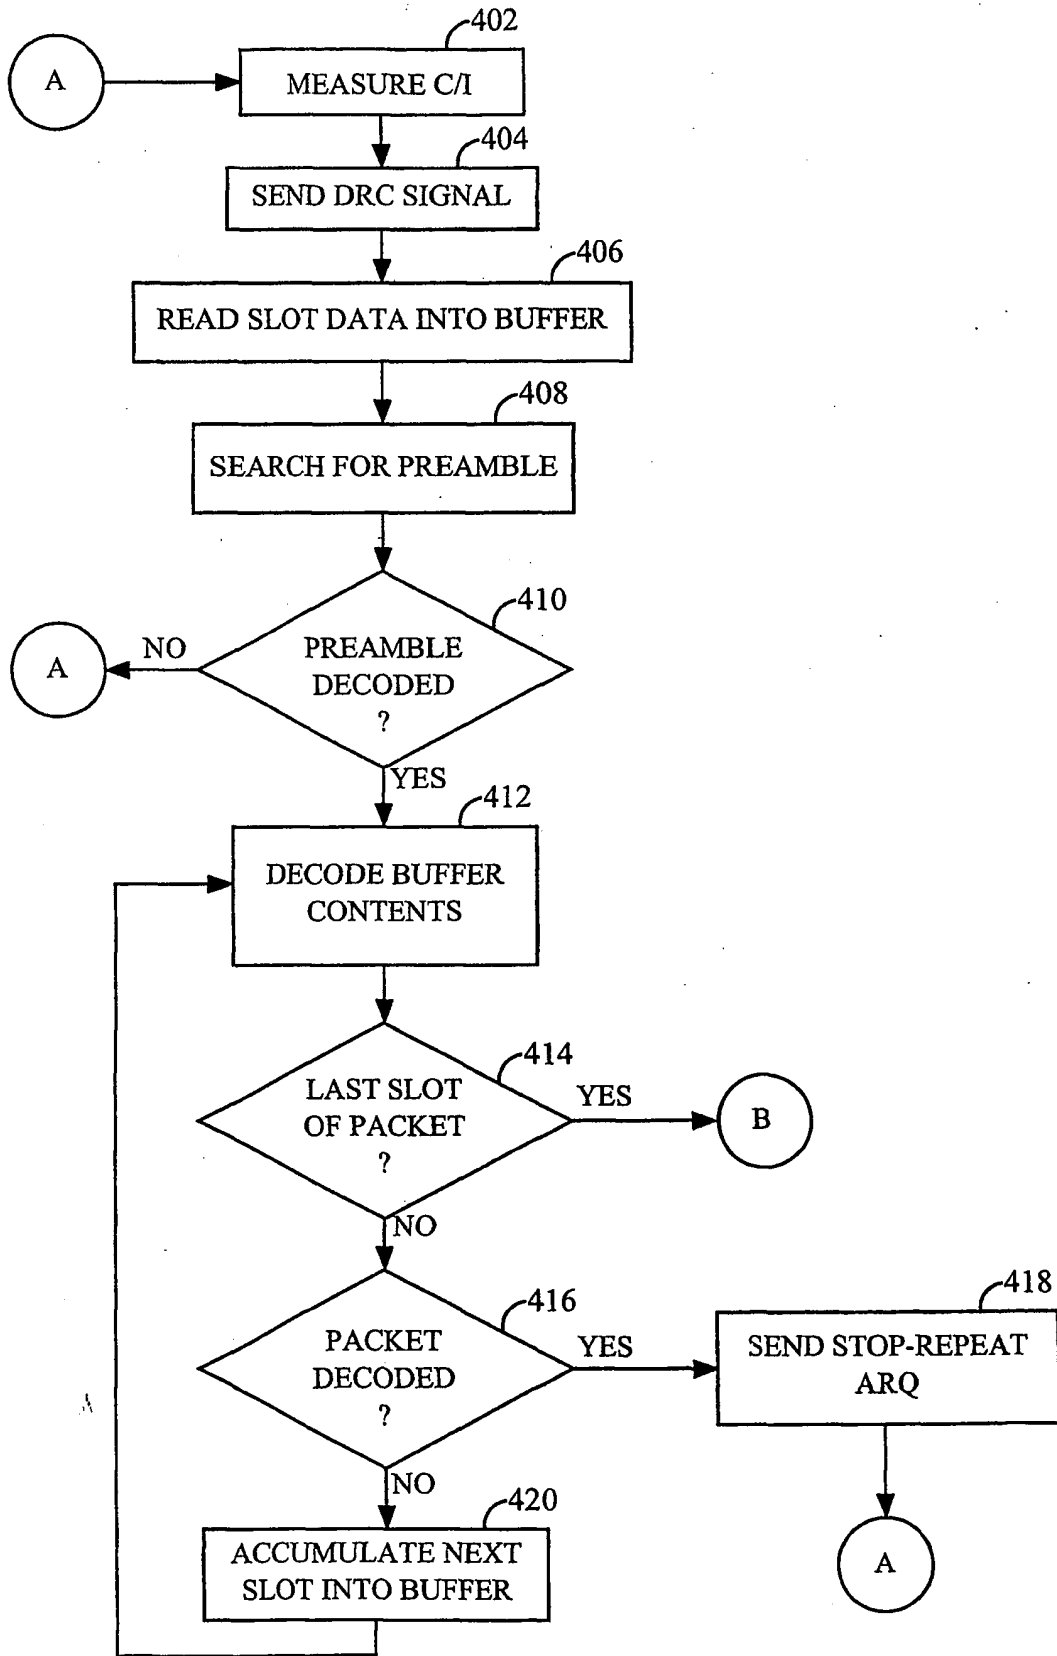 402
A
MEASURE C/I
404
SEND DRC SIGNAL
406
READ SLOT DATA INTO BUFFER
408
SEARCH FOR PREAMBLE
410
A
NO
PREAMBLE
DECODED
?
YES
412
DECODE BUFFER
CONTENTS
414
LAST SLOT
OF PACKET
?
YES
B
NO
416
PACKET
DECODED
?
YES
418
SEND STOP-REPEAT
ARQ
NO
420
ACCUMULATE NEXT
SLOT INTO BUFFER
A